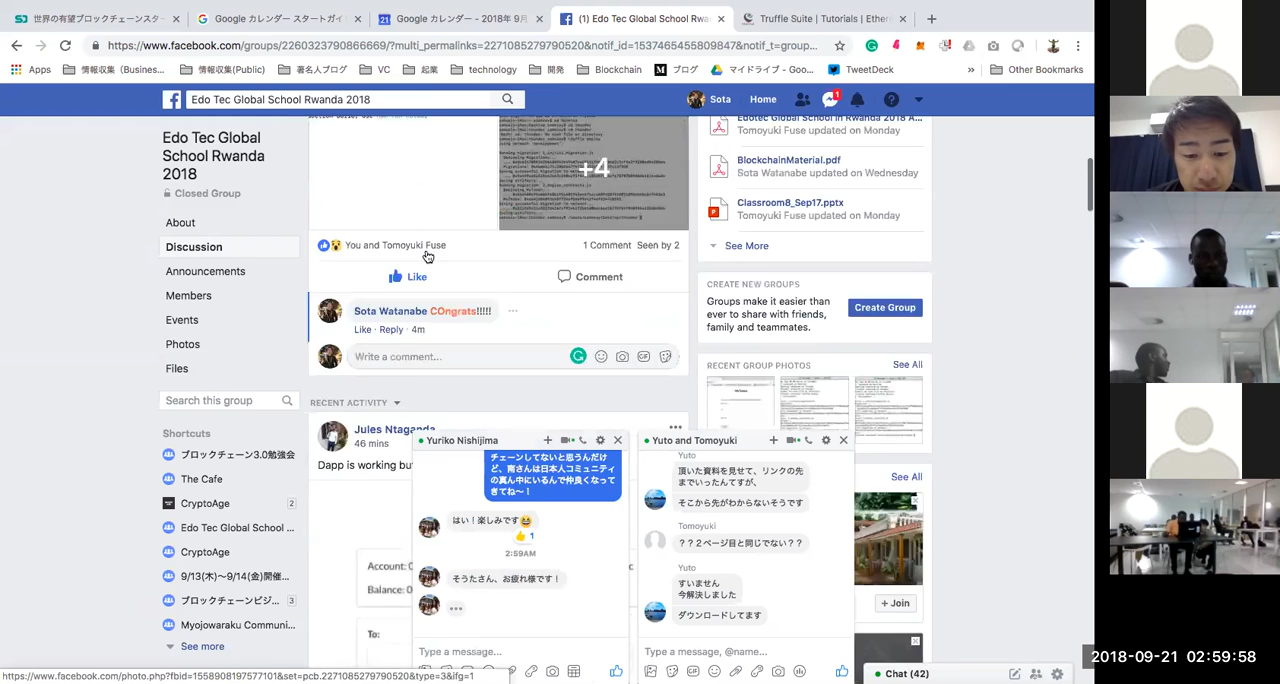 世界の有望ブロックチェーンスター
Google カレンダー スタートガイ
Google カレンダー - 2018年 9月
(1) Edo Tec Global School Rwa
Truffle Suite | Tutorials | Ether
https://www.facebook.com/groups/2260323790866669/?multi_permalinks=2271085279790520&notif_id=1537465455809847&notif_t=group...
Apps
情報収集 (Busines...
情報収集(Public)
著名人ブログ
VC
起業
technology
開発
Blockchain
ブログ
マイドライブ - Goo...
TweetDeck
»
Other Bookmarks
Edo Tec Global School Rwanda 2018
Sota
Home
1
Edo Tec Global
School Rwanda
2018
Closed Group
About
Discussion
Announcements
Members
Events
Photos
Files
Search this group
Shortcuts
ブロックチェーン3.0勉強会
The Cafe
CryptoAge 2
Edo Tec Global School ...
CryptoAge
9/13(木)〜9/14(金)開催...
ブロックチェーンビジ... 3
Myojowaraku Communi...
See more
+4
You and Tomoyuki Fuse
1 Comment Seen by 2
Like
Comment
Sota Watanabe COngrats!!!!!
Like · Reply · 4m
Write a comment...
RECENT ACTIVITY
Jules Ntaganda
46 mins
Dapp is working bu
Account:
Balance:
To:
Edotec Global School in Rwanda 2018 A...
Tomoyuki Fuse updated on Monday
BlockchainMaterial.pdf
Sota Watanabe updated on Wednesday
Classroom8_Sep17.pptx
Tomoyuki Fuse updated on Monday
See More
CREATE NEW GROUPS
Groups make it easier than
ever to share with friends,
family and teammates.
Create Group
RECENT GROUP PHOTOS
See All
See All
+ Join
Yuriko Nishijima
チェーンしてないと思うんだけ
ど、南さんは日本人コミュニティ
の真ん中にいるんで仲良くなって
きてね〜！
はい！楽しみです
1
2:59AM
そうたさん、お疲れ様です！
Type a message...
Yuto and Tomoyuki
Yuto
頂いた資料を見せて、リンクの先
までいったんてすが、
そこから先がわからないそうです
Tomoyuki
？？２ページ目と同じでない？？
Yuto
すいません
今解決しました
ダウンロードしてます
Type a message, @name...
Chat (42)
2018-09-21 02:59:58
https://www.facebook.com/photo.php?fbid=